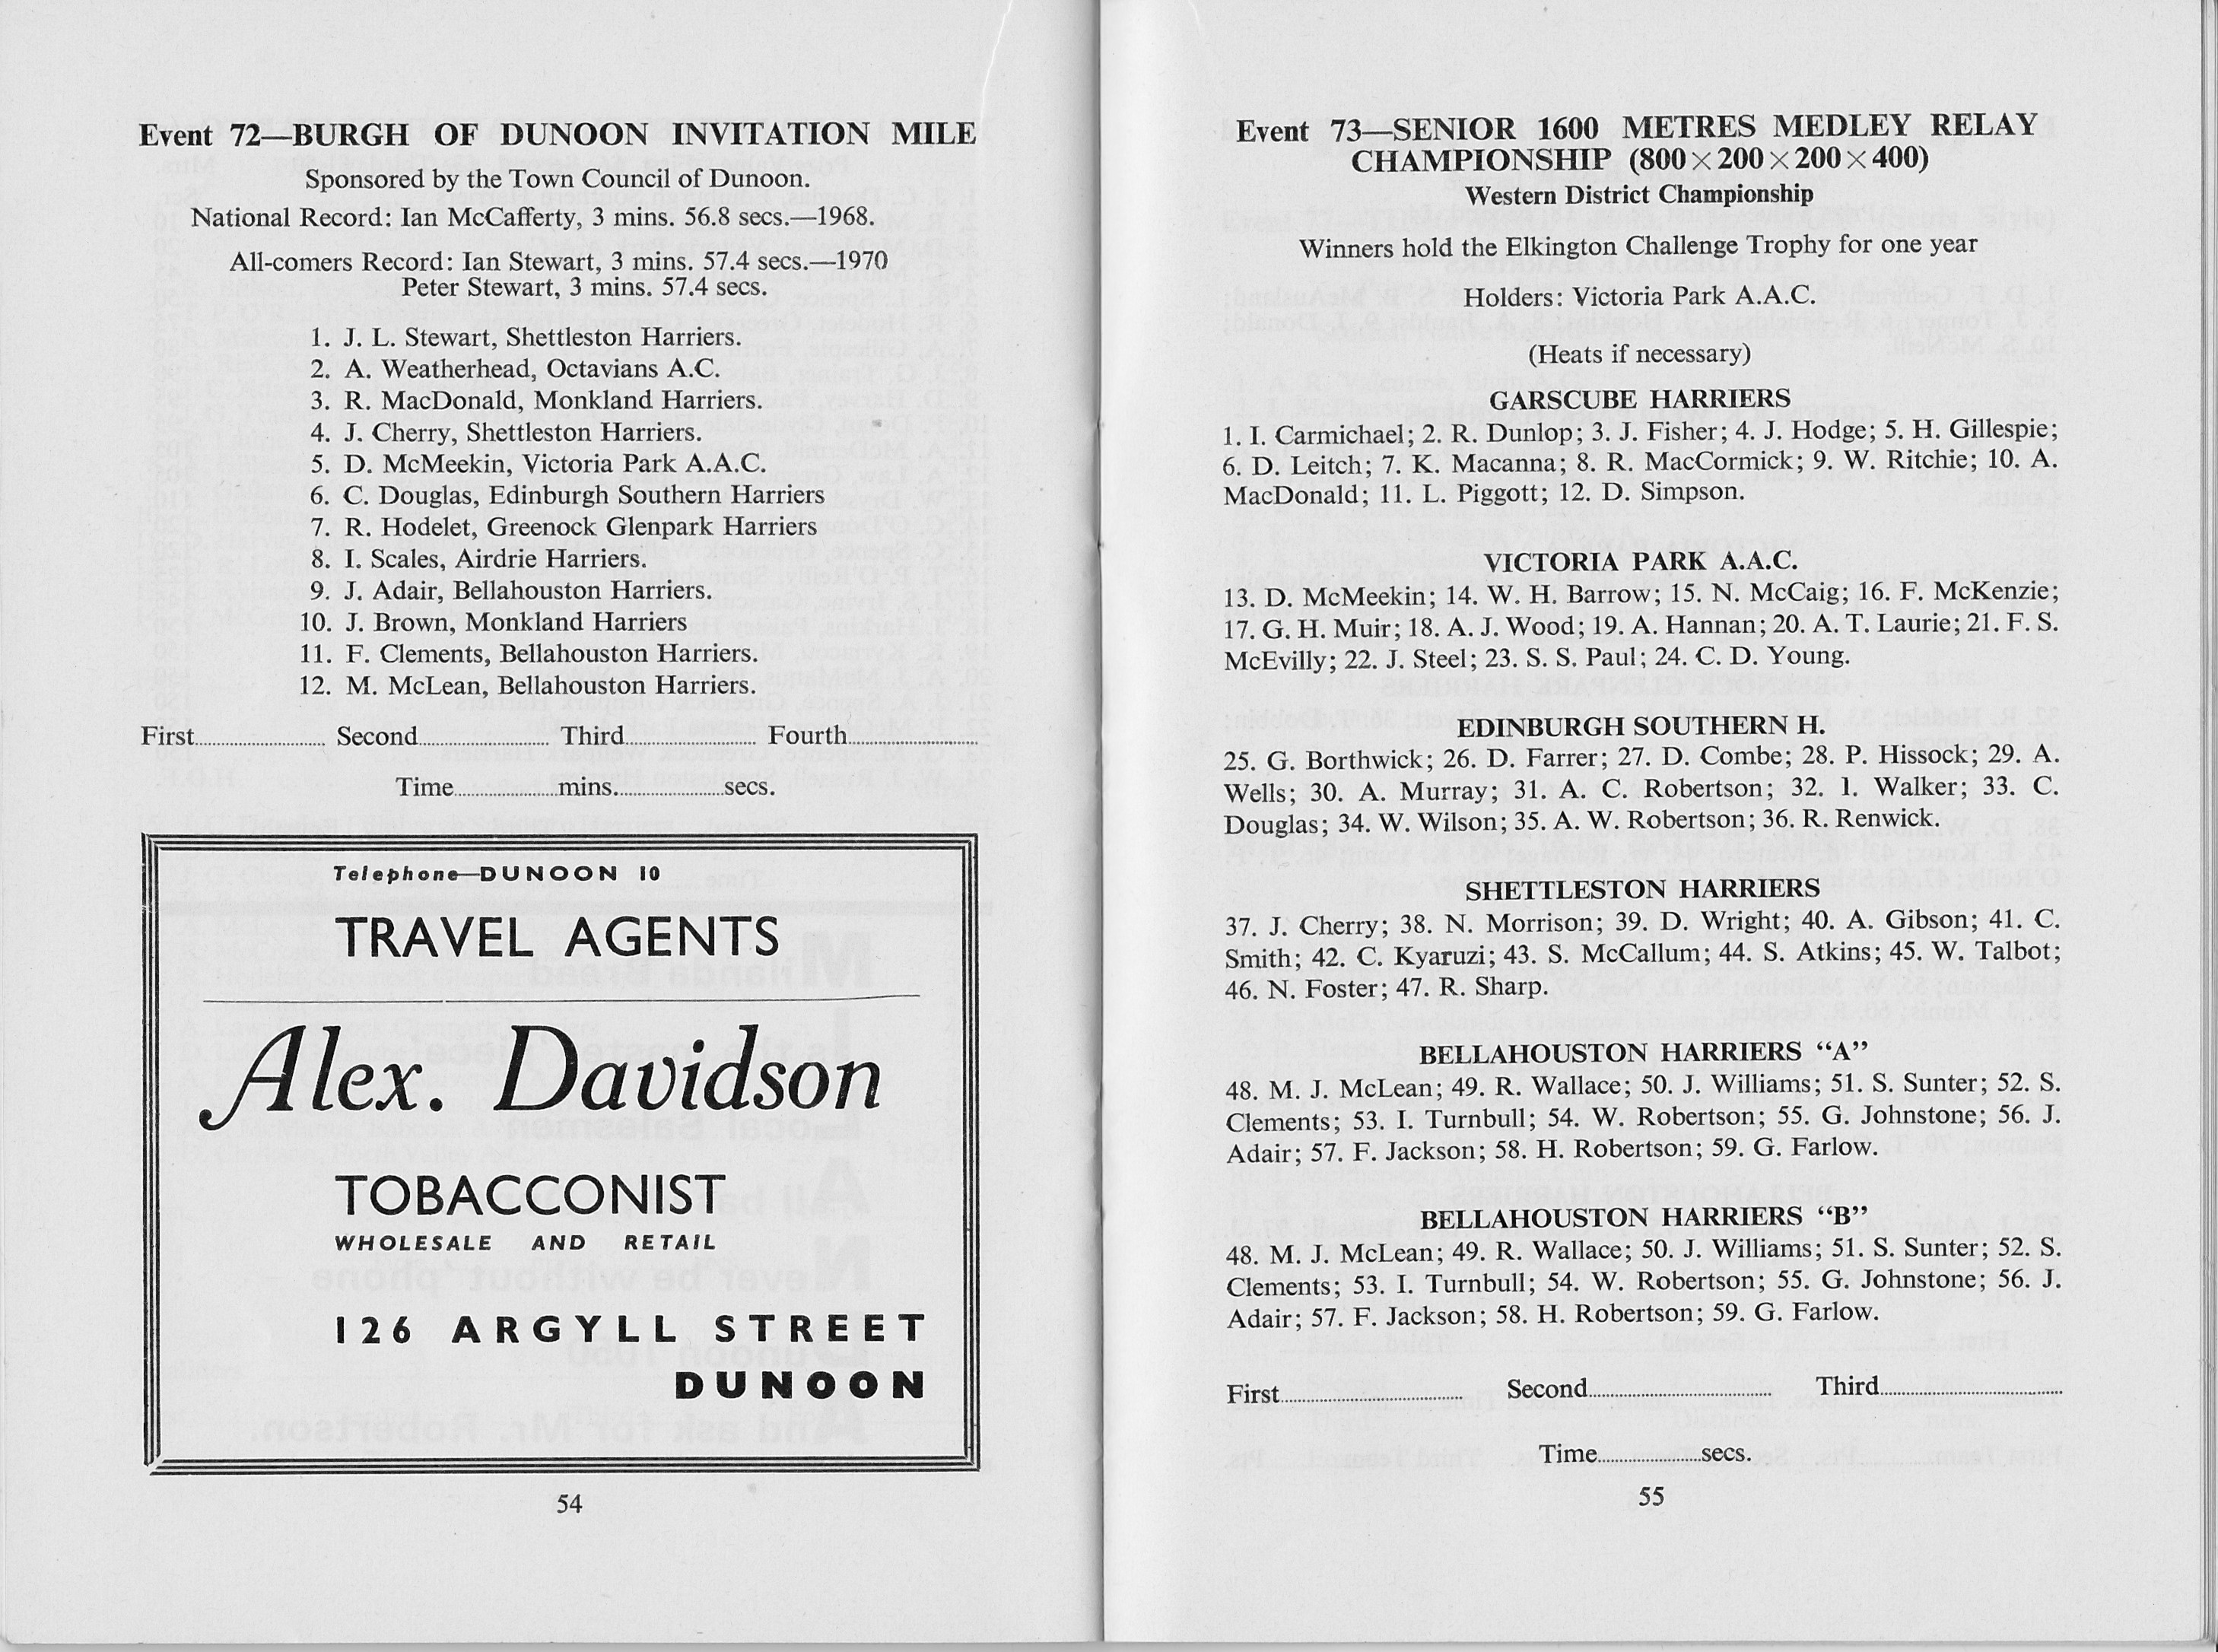 Event 72—BURGH OF DUNOON INVITATION MILE
Sponsored by the Town Council of Dunoon.
National Record: Ian McCafferty, 3 mins. 56.8 secs.—1968.
All-comers Record: Ian Stewart, 3 mins. 57.4 secs.—1970
Peter Stewart, 3 mins. 57.4 secs.
1. J. L. Stewart, Shettleston Harriers.
2. A. Weatherhead, Octavians A.C.
3. R. MacDonald, Monkland Harriers.
4. J. Cherry, Shettleston Harriers.
5. D. McMeekin, Victoria Park A.A.C.
6. C. Douglas, Edinburgh Southern Harriers
7. R. Hodelet, Greenock Glenpark Harriers
8. I. Scales, Airdrie Harriers.
9. J. Adair, Bellahouston Harriers.
10. J. Brown, Monkland Harriers
11. F. Clements, Bellahouston Harriers.
12. M. McLean, Bellahouston Harriers.
First.......... Second.......... Third.......... Fourth..........
Time..........mins..........secs.
Telephone—DUNOON 10
TRAVEL AGENTS
Alex. Davidson
TOBACCONIST
WHOLESALE AND RETAIL
126 ARGYLL STREET
DUNOON
54
Event 73—SENIOR 1600 METRES MEDLEY RELAY
CHAMPIONSHIP (800×200×200×400)
Western District Championship
Winners hold the Elkington Challenge Trophy for one year
Holders: Victoria Park A.A.C.
(Heats if necessary)
GARSCUBE HARRIERS
1. I. Carmichael; 2. R. Dunlop; 3. J. Fisher; 4. J. Hodge; 5. H. Gillespie;
6. D. Leitch; 7. K. Macanna; 8. R. MacCormick; 9. W. Ritchie; 10. A.
MacDonald; 11. L. Piggott; 12. D. Simpson.
VICTORIA PARK A.A.C.
13. D. McMeekin; 14. W. H. Barrow; 15. N. McCaig; 16. F. McKenzie;
17. G. H. Muir; 18. A. J. Wood; 19. A. Hannan; 20. A. T. Laurie; 21. F. S.
McEvilly; 22. J. Steel; 23. S. S. Paul; 24. C. D. Young.
EDINBURGH SOUTHERN H.
25. G. Borthwick; 26. D. Farrer; 27. D. Combe; 28. P. Hissock; 29. A.
Wells; 30. A. Murray; 31. A. C. Robertson; 32. 1. Walker; 33. C.
Douglas; 34. W. Wilson; 35. A. W. Robertson; 36. R. Renwick.
SHETTLESTON HARRIERS
37. J. Cherry; 38. N. Morrison; 39. D. Wright; 40. A. Gibson; 41. C.
Smith; 42. C. Kyaruzi; 43. S. McCallum; 44. S. Atkins; 45. W. Talbot;
46. N. Foster; 47. R. Sharp.
BELLAHOUSTON HARRIERS “A”
48. M. J. McLean; 49. R. Wallace; 50. J. Williams; 51. S. Sunter; 52. S.
Clements; 53. I. Turnbull; 54. W. Robertson; 55. G. Johnstone; 56. J.
Adair; 57. F. Jackson; 58. H. Robertson; 59. G. Farlow.
BELLAHOUSTON HARRIERS “B”
48. M. J. McLean; 49. R. Wallace; 50. J. Williams; 51. S. Sunter; 52. S.
Clements; 53. I. Turnbull; 54. W. Robertson; 55. G. Johnstone; 56. J.
Adair; 57. F. Jackson; 58. H. Robertson; 59. G. Farlow.
First.......... Second.......... Third..........
Time..........secs.
55